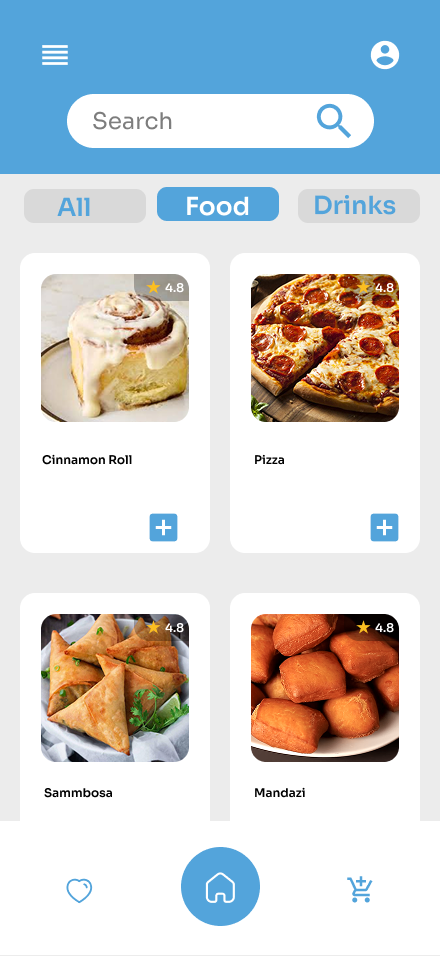 Search
All
Food
Drinks
4.8
4.8
Cinnamon Roll
Pizza
4.8
4.8
Sammbosa
Mandazi